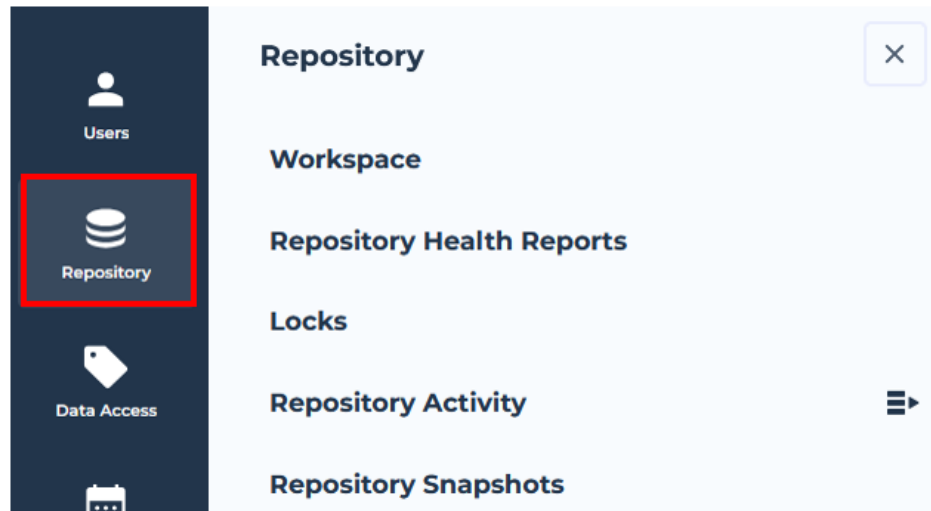 Users
Repository
Data Access
Repository
Workspace
Repository Health Reports
Locks
Repository Activity
Repository Snapshots